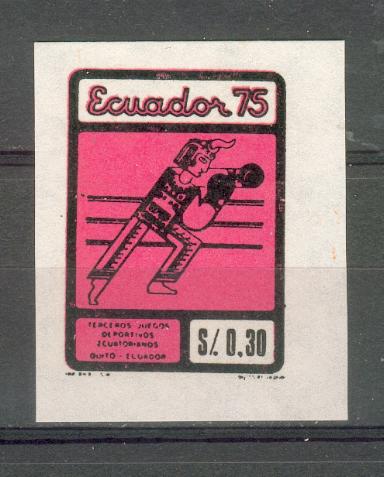 Ecuador 75
TERCEROS JUEGOS
DEPORTIVOS
ECUATORIANOS
QUITO - ECUADOR
S/. 0,30